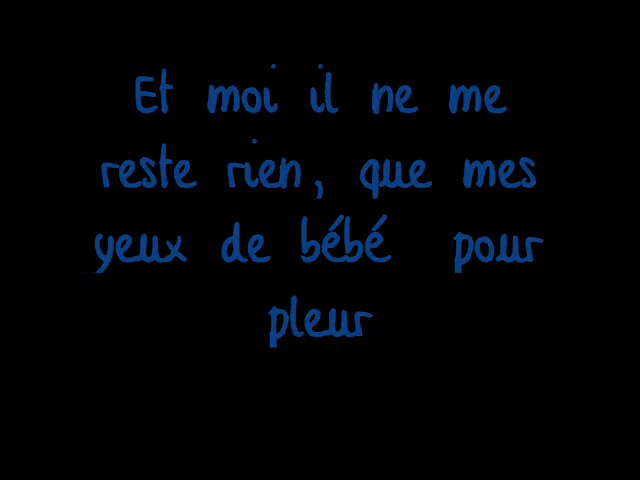 Et moi il ne me
reste rien, que mes
yeux de bébé pour
pleur